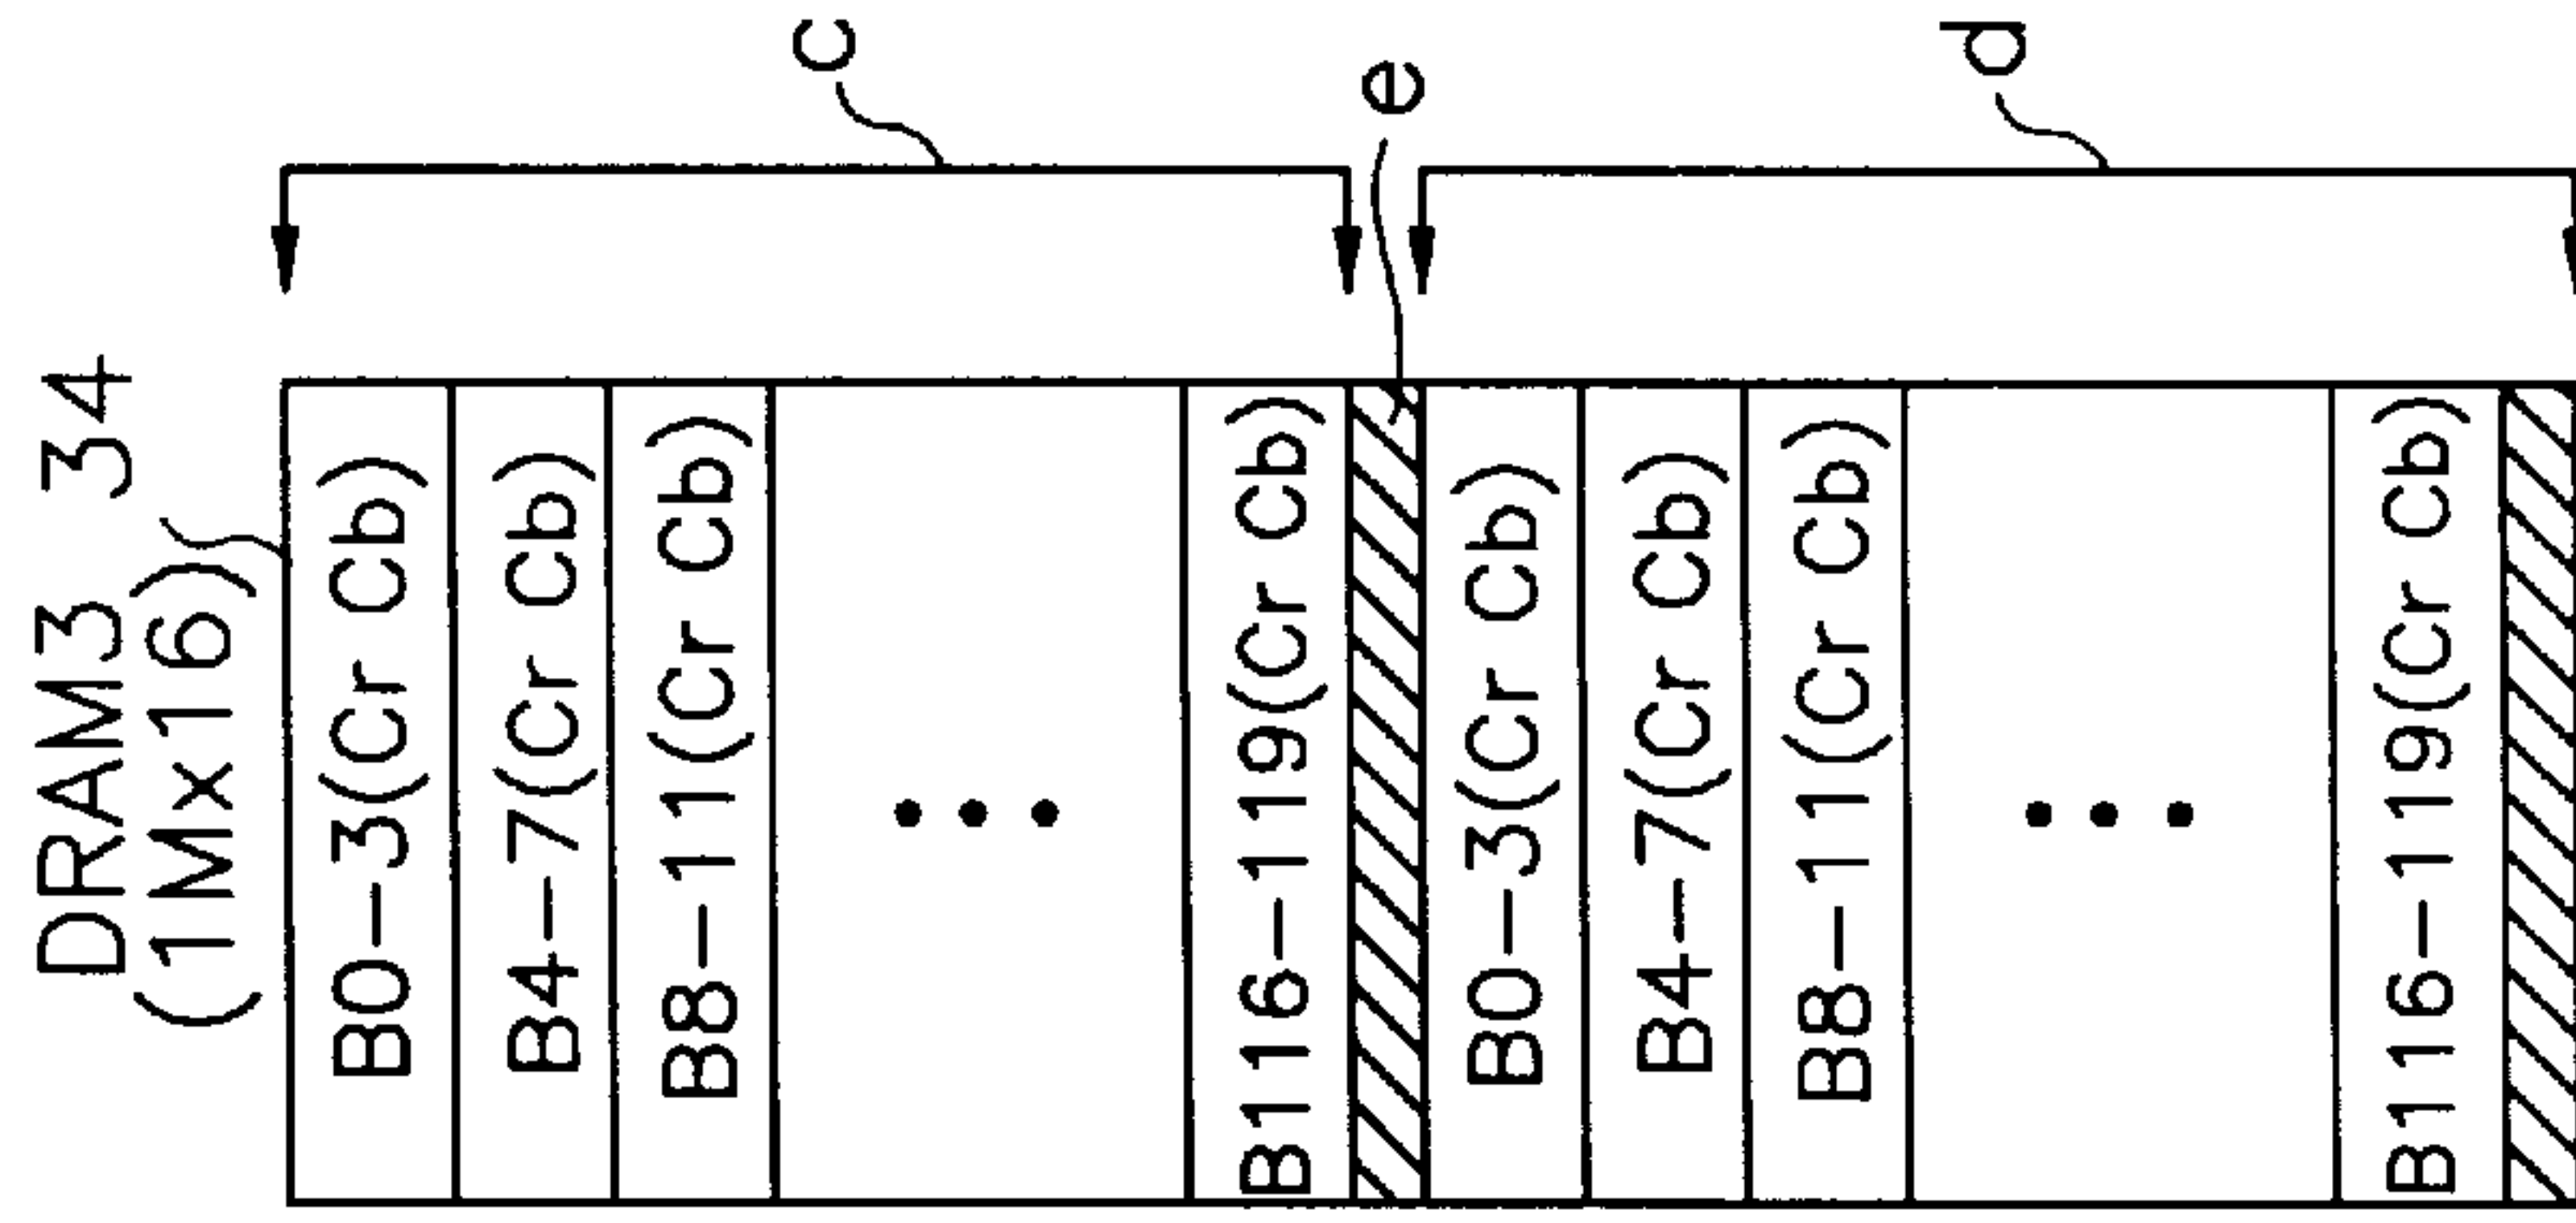 DRAM3 34
(1Mx16)
B0-3(Cr Cb)
B4-7(Cr Cb)
B8-11(Cr Cb)
B116-119(Cr Cb)
B0-3(Cr Cb)
B4-7(Cr Cb)
B8-11(Cr Cb)
B116-119(Cr Cb)
c
e
d